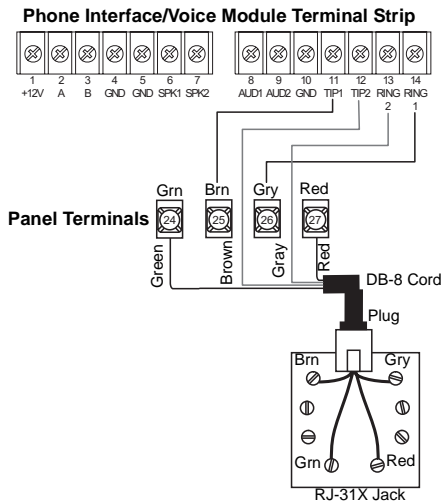 Phone Interface/Voice Module Terminal Strip
1 2 3 4 5 6 7 8 9 10 11 12 13 14
+12V A B GND GND SPK1 SPK2 AUD1 AUD2 GND TIP1 TIP2 RING RING
2 1
Grn Brn Gry Red
Panel Terminals 24 25 26 27
Green Brown Gray Red
DB-8 Cord
Plug
Brn Gry
Grn Red
RJ-31X Jack